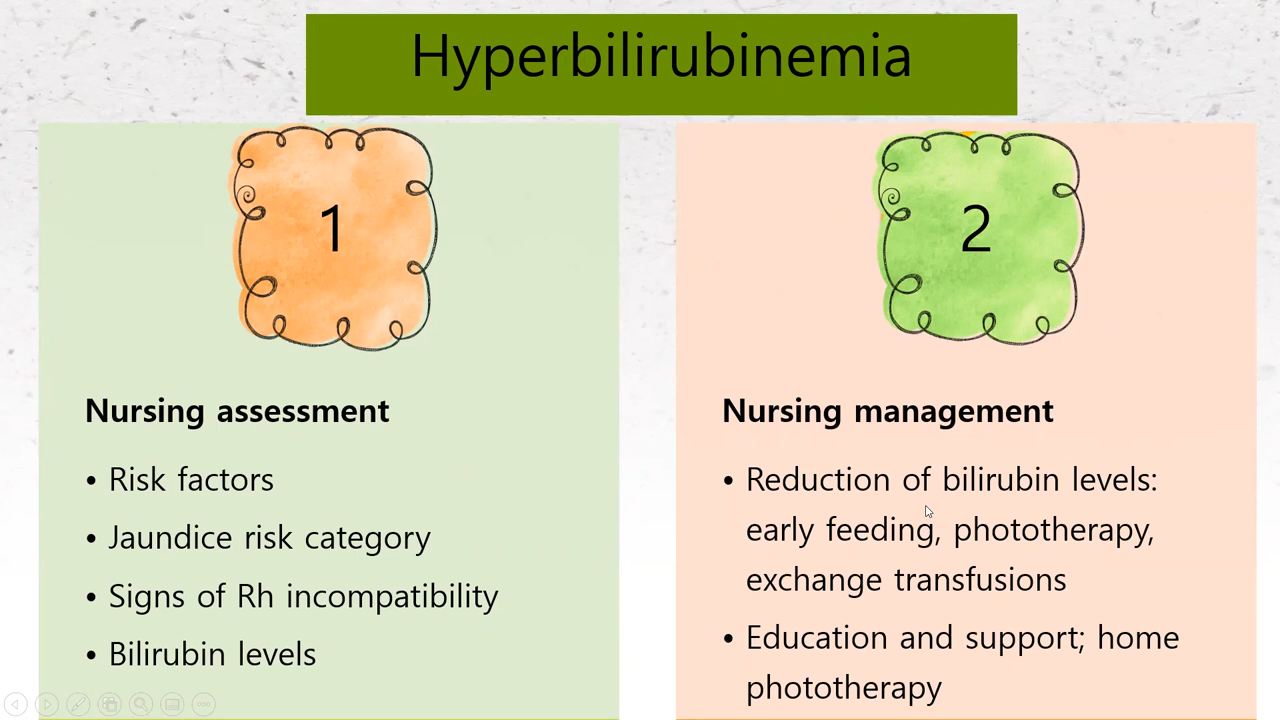 Hyperbilirubinemia
1
Nursing assessment
• Risk factors
• Jaundice risk category
• Signs of Rh incompatibility
• Bilirubin levels
2
Nursing management
• Reduction of bilirubin levels:
early feeding, phototherapy,
exchange transfusions
• Education and support; home
phototherapy